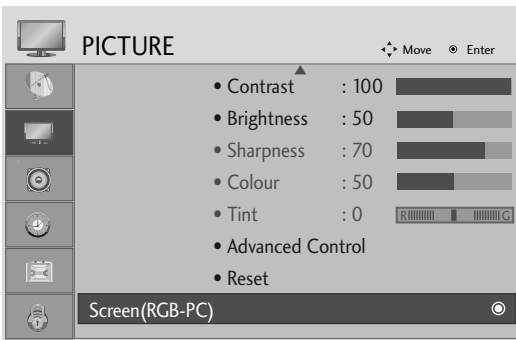 PICTURE Move Enter
• Contrast : 100
• Brightness : 50
• Sharpness : 70
• Colour : 50
• Tint : 0 R G
• Advanced Control
• Reset
Screen(RGB-PC)